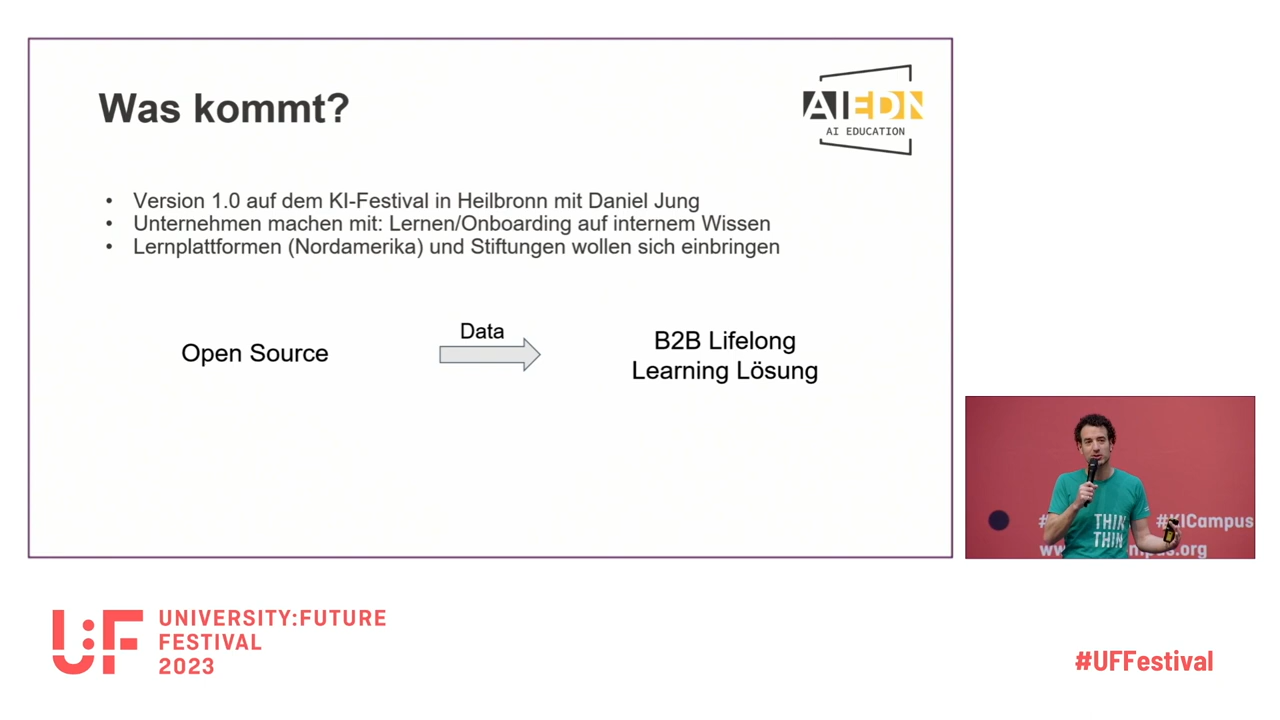 Was kommt?
AIEDN
AI EDUCATION
• Version 1.0 auf dem KI-Festival in Heilbronn mit Daniel Jung
• Unternehmen machen mit: Lernen/Onboarding auf internem Wissen
• Lernplattformen (Nordamerika) und Stiftungen wollen sich einbringen
Data
Open Source
B2B Lifelong
Learning Lösung
THIN
THIN
#KICampus
U:F
UNIVERSITY:FUTURE
FESTIVAL
2023
#UFFestival